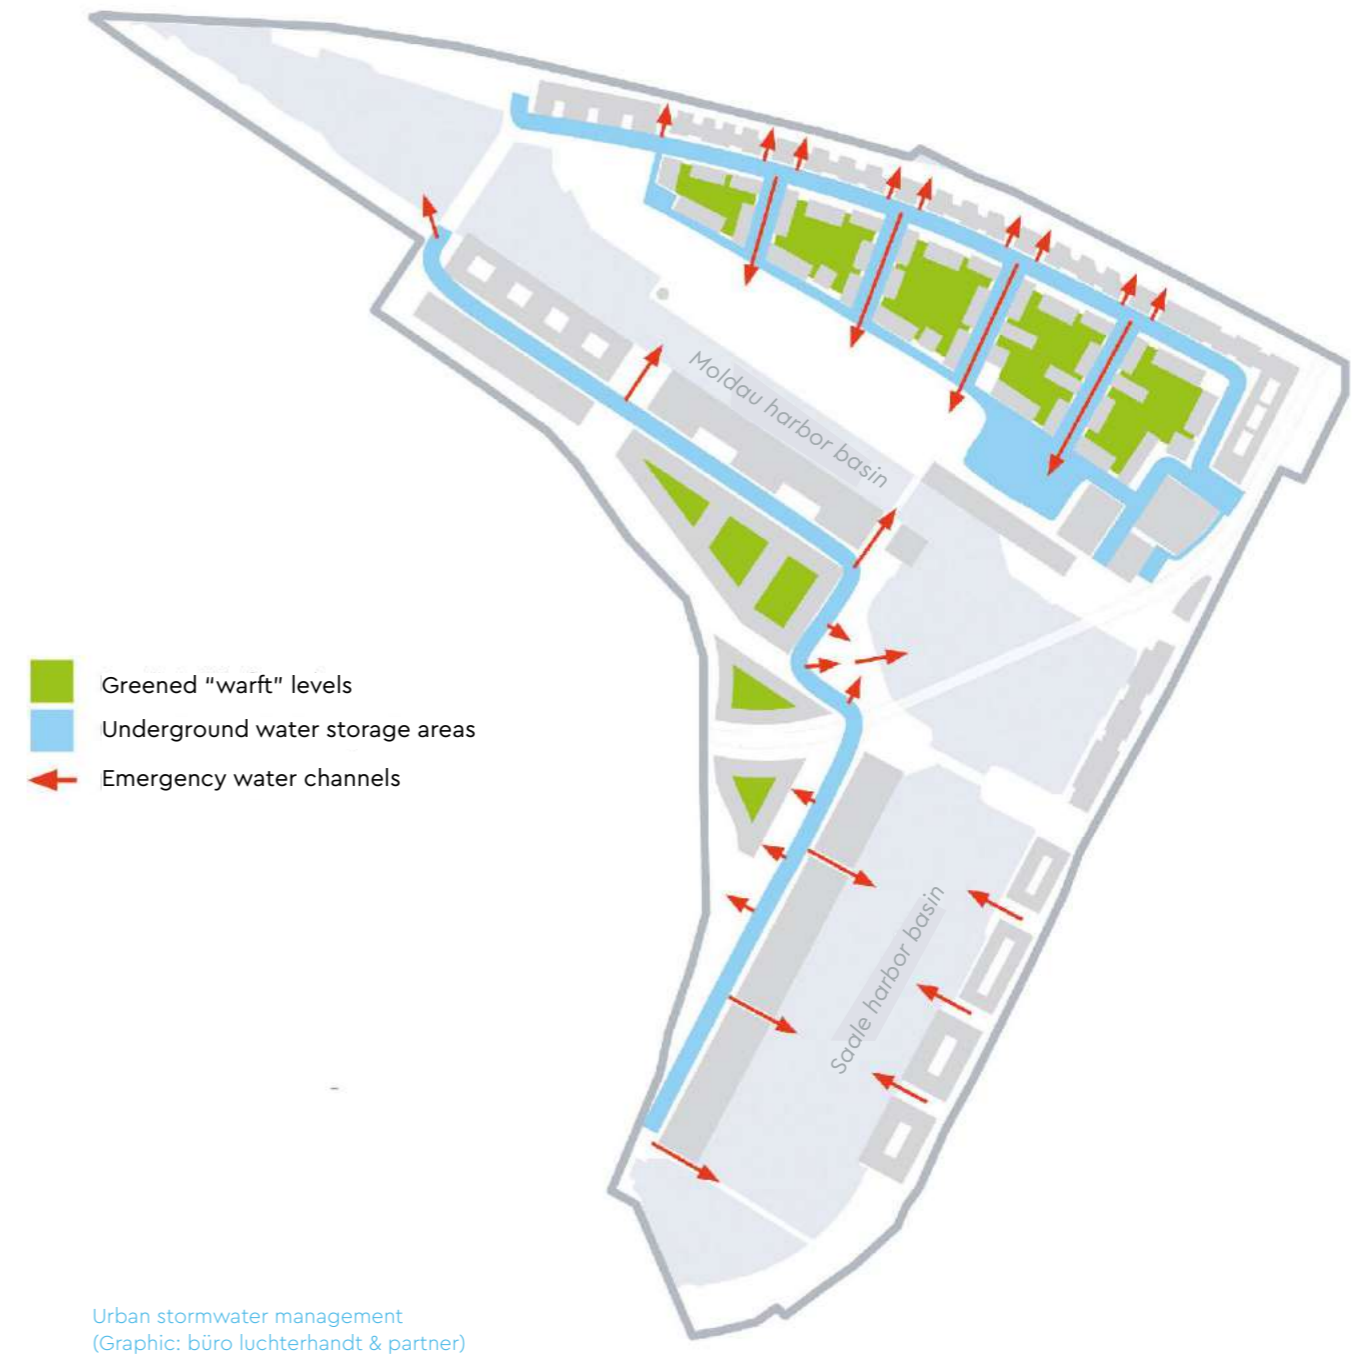 Moldau harbor basin
Greened “warft” levels
Underground water storage areas
Emergency water channels
Saale harbor basin
Urban stormwater management
(Graphic: büro luchterhandt & partner)